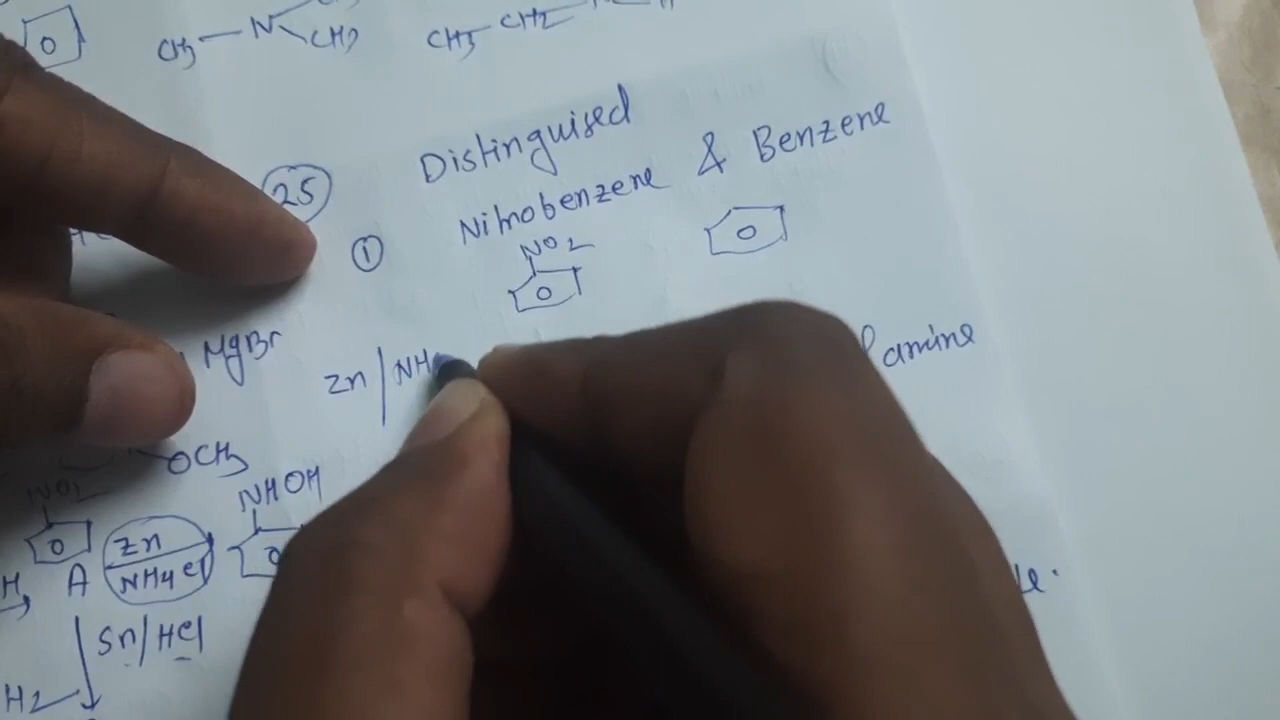 CH3 — N CH3
CH3 — CH2
25 Distinguised
① Nitrobenzene & Benzene
NO2
MgBr
Zn | NH
amine
OCH3
NO2
NHOH
A Zn
NH4Cl
Sn/HCl
H2